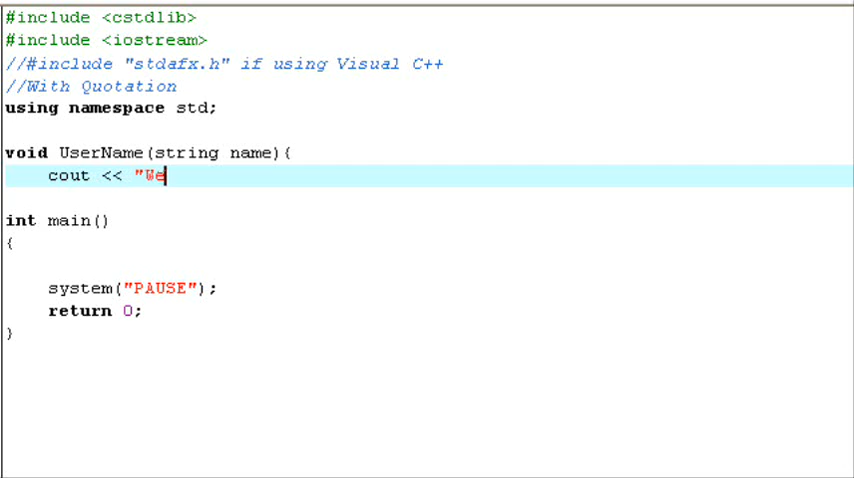 #include <cstdlib>
#include <iostream>
//#include "stdafx.h" if using Visual C++
//With Quotation
using namespace std;
void UserName(string name){
cout << "We
int main()
{
system("PAUSE");
return 0;
}